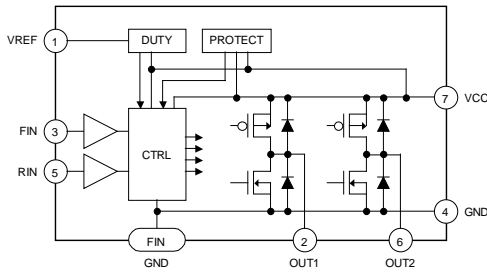 DUTY
PROTECT
VREF 1
7 VCC
FIN 3
CTRL
RIN 5
4 GND
FIN
2
6
GND
OUT1
OUT2